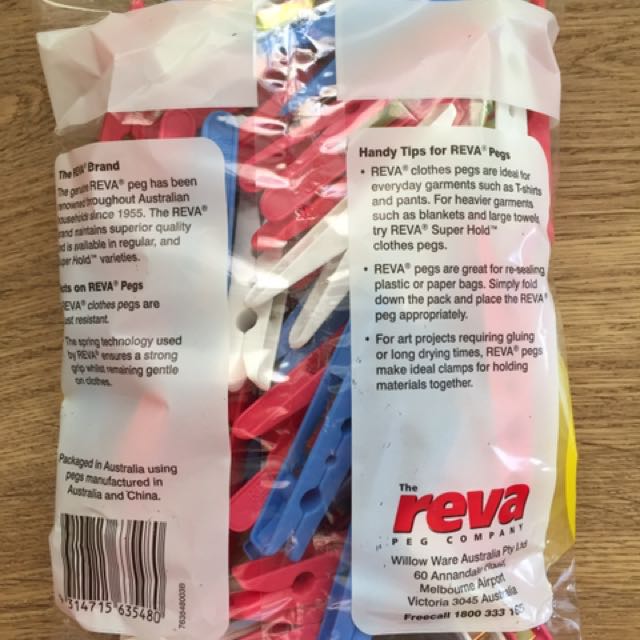 The REVA® Brand
The genuine REVA® peg has been
renowned throughout Australian
households since 1955. The REVA®
brand maintains superior quality
and is available in regular, and
Super Hold™ varieties.
on REVA® Pegs
REVA® clothes pegs are
rust resistant.
The spring technology used
by REVA® ensures a strong
grip whilst remaining gentle
on clothes.
Packaged in Australia using
pegs manufactured in
Australia and China.
314715 635480
Handy Tips for REVA® Pegs
• REVA® clothes pegs are ideal for
everyday garments such as T-shirts
and pants. For heavier garments
such as blankets and large towels
try REVA® Super Hold™
clothes pegs.
• REVA® pegs are great for re-sealing
plastic or paper bags. Simply fold
down the pack and place the REVA®
peg appropriately.
• For art projects requiring gluing
or long drying times, REVA® pegs
make ideal clamps for holding
materials together.
The
reva
PEG COMPANY
Willow Ware Australia Pty Ltd
60 Annandale
Melbourne Airport
Victoria 3045 Australia
Freecall 1800 333